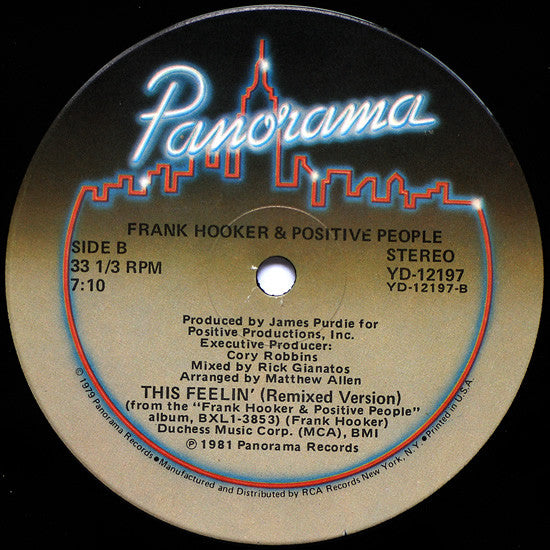 Panorama
FRANK HOOKER & POSITIVE PEOPLE
SIDE B
33 1/3 RPM
7:10
STEREO
YD-12197
YD-12197-B
Produced by James Purdie for
Positive Productions, Inc.
Executive Producer:
Cory Robbins
Mixed by Rick Gianatos
Arranged by Matthew Allen
THIS FEELIN' (Remixed Version)
(from the "Frank Hooker & Positive People"
album, BXL1-3853) (Frank Hooker)
Duchess Music Corp. (MCA), BMI
℗ 1981 Panorama Records
© 1979 Panorama Records • Manufactured and Distributed by RCA Records New York, N.Y. • Printed in U.S.A.